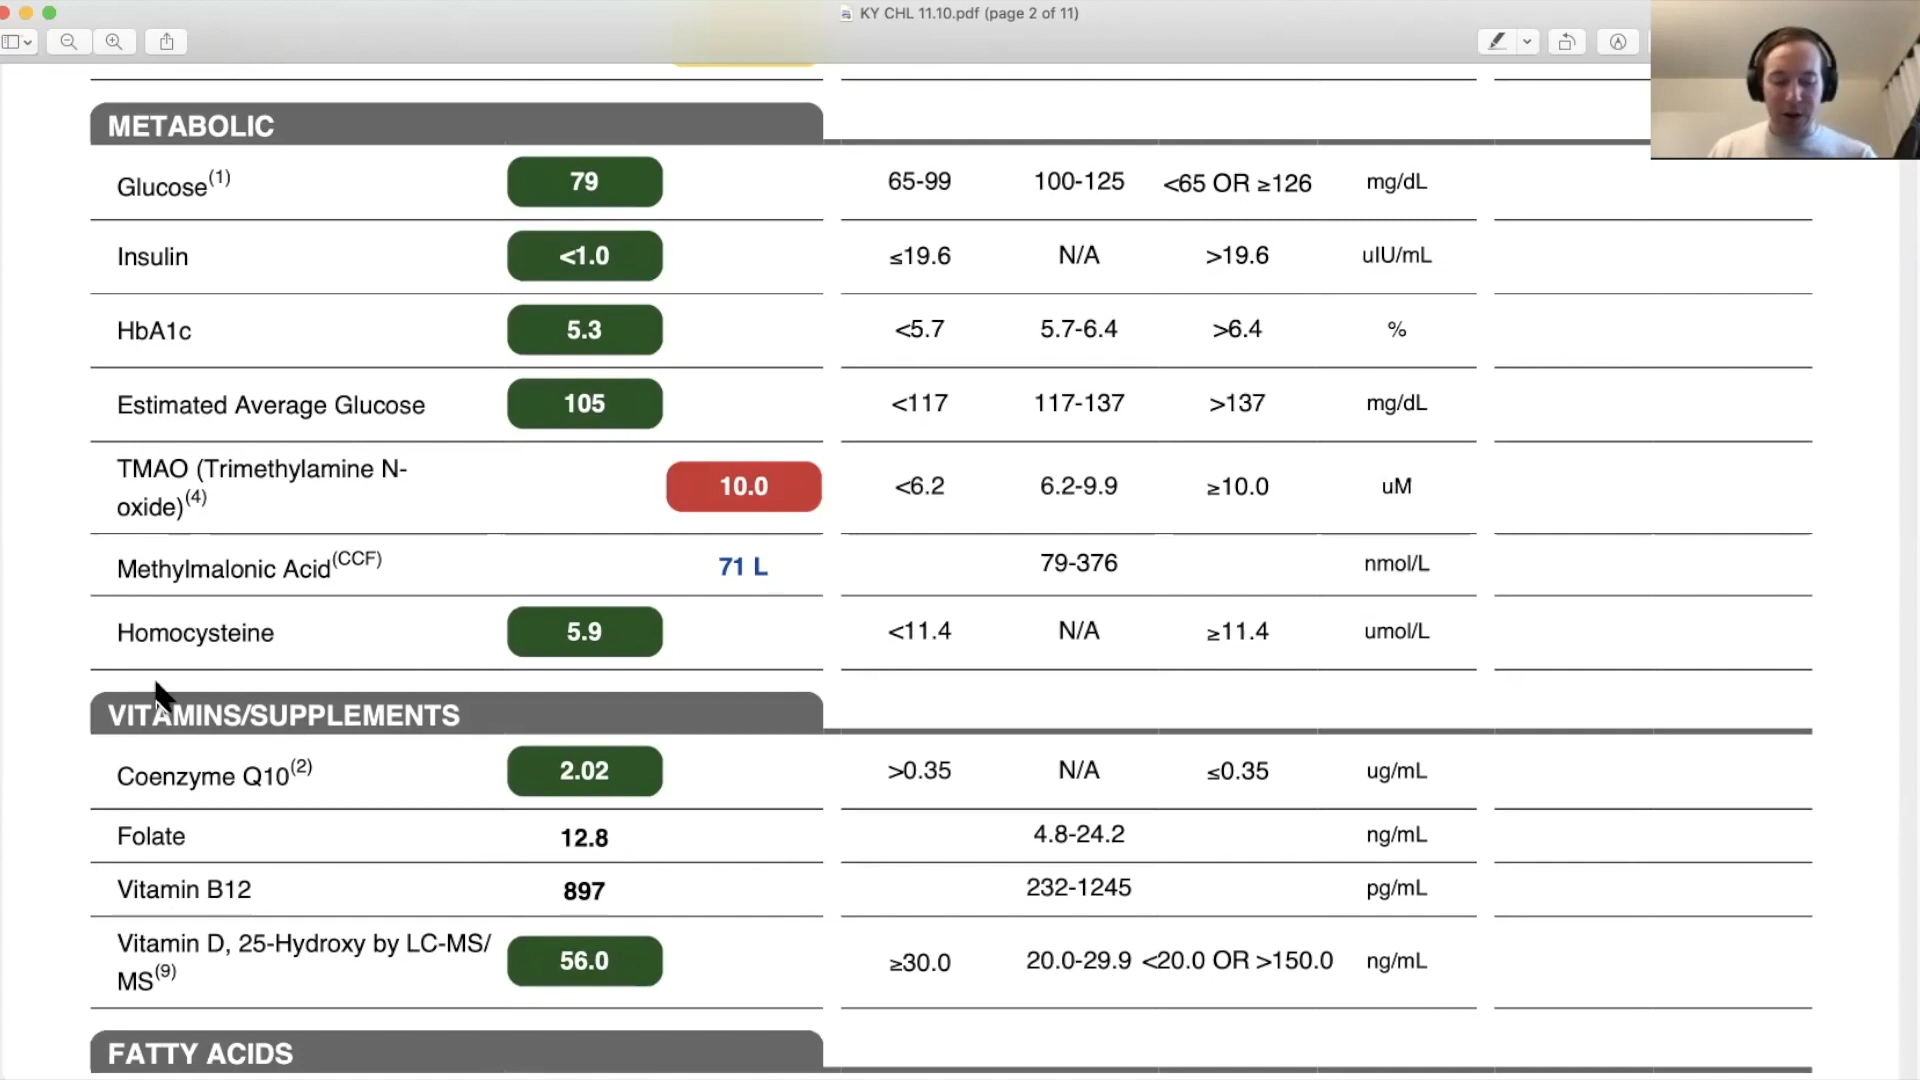 KY CHL 11.10.pdf (page 2 of 11)
METABOLIC
Glucose(1) 79 65-99 100-125 <65 OR ≥126 mg/dL
Insulin <1.0 ≤19.6 N/A >19.6 uIU/mL
HbA1c 5.3 <5.7 5.7-6.4 >6.4 %
Estimated Average Glucose 105 <117 117-137 >137 mg/dL
TMAO (Trimethylamine N-
oxide)(4) 10.0 <6.2 6.2-9.9 ≥10.0 uM
Methylmalonic Acid(CCF) 71 L 79-376 nmol/L
Homocysteine 5.9 <11.4 N/A ≥11.4 umol/L
VITAMINS/SUPPLEMENTS
Coenzyme Q10(2) 2.02 >0.35 N/A ≤0.35 ug/mL
Folate 12.8 4.8-24.2 ng/mL
Vitamin B12 897 232-1245 pg/mL
Vitamin D, 25-Hydroxy by LC-MS/
MS(9) 56.0 ≥30.0 20.0-29.9 <20.0 OR >150.0 ng/mL
FATTY ACIDS